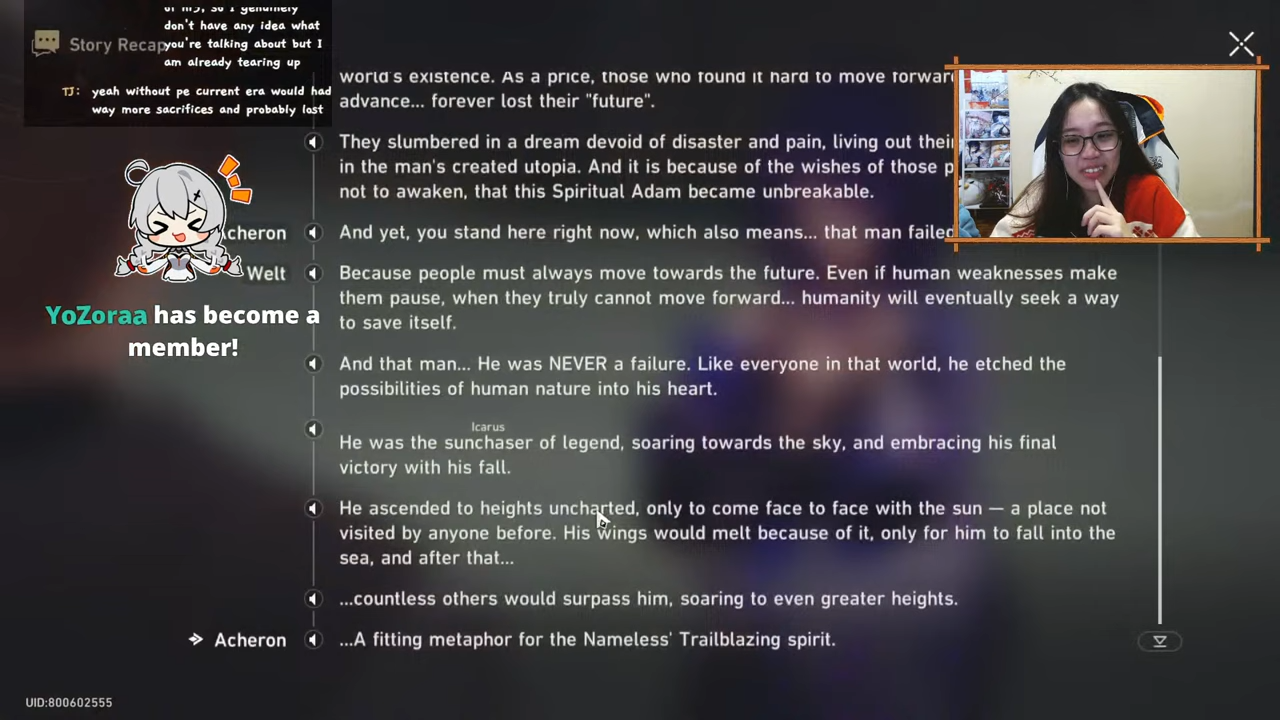 don't have any idea what
you're talking about but I
am already tearing up
TJ: yeah without pe current era would had
way more sacrifices and probably lost
Story Recap
YoZoraa has become a
member!
world's existence. As a price, those who found it hard to move forward
advance... forever lost their "future".
They slumbered in a dream devoid of disaster and pain, living out their
in the man's created utopia. And it is because of the wishes of those
not to awaken, that this Spiritual Adam became unbreakable.
Acheron
And yet, you stand here right now, which also means... that man failed
Welt
Because people must always move towards the future. Even if human weaknesses make
them pause, when they truly cannot move forward... humanity will eventually seek a way
to save itself.
And that man... He was NEVER a failure. Like everyone in that world, he etched the
possibilities of human nature into his heart.
Icarus
He was the sunchaser of legend, soaring towards the sky, and embracing his final
victory with his fall.
He ascended to heights uncharted, only to come face to face with the sun — a place not
visited by anyone before. His wings would melt because of it, only for him to fall into the
sea, and after that...
...countless others would surpass him, soaring to even greater heights.
Acheron
...A fitting metaphor for the Nameless' Trailblazing spirit.
UID:800602555